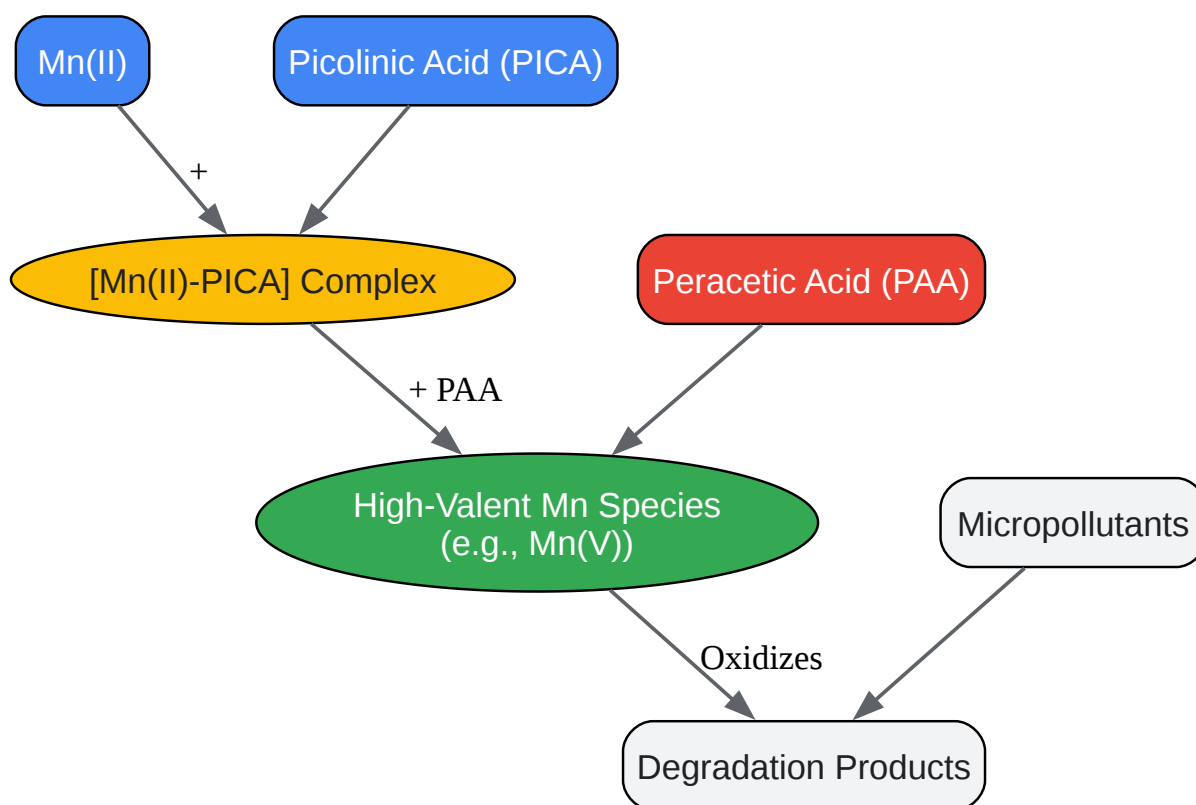 Mn(II)
Picolinic Acid (PICA)
+
[Mn(II)-PICA] Complex
Peracetic Acid (PAA)
+ PAA
High-Valent Mn Species
(e.g., Mn(V))
Micropollutants
Oxidizes
Degradation Products